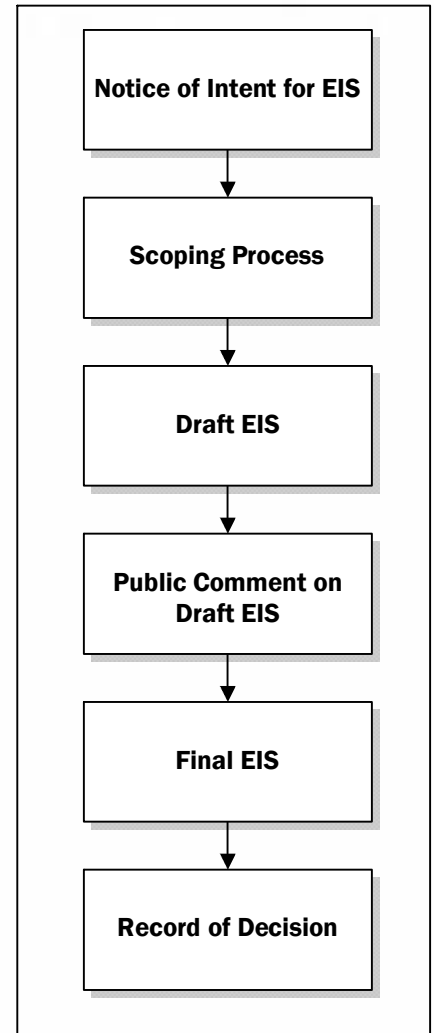 Notice of Intent for EIS
Scoping Process
Draft EIS
Public Comment on
Draft EIS
Final EIS
Record of Decision